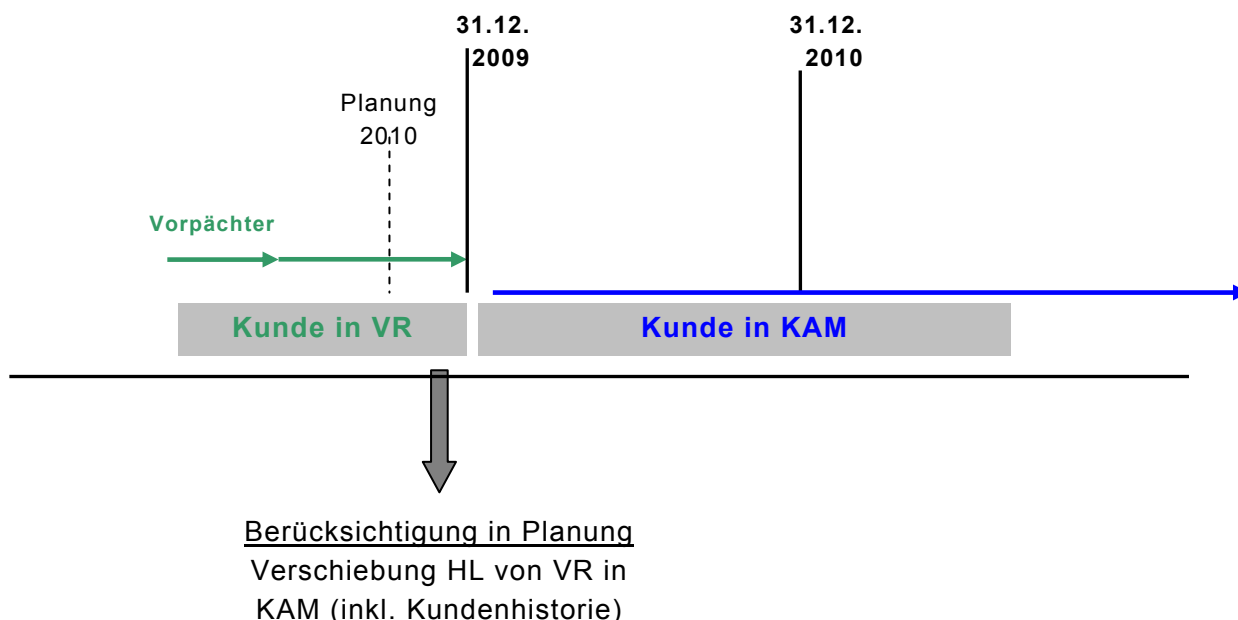 31.12.
2009
31.12.
2010
Planung
2010
Vorpächter
Kunde in VR
Kunde in KAM
Berücksichtigung in Planung
Verschiebung HL von VR in
KAM (inkl. Kundenhistorie)